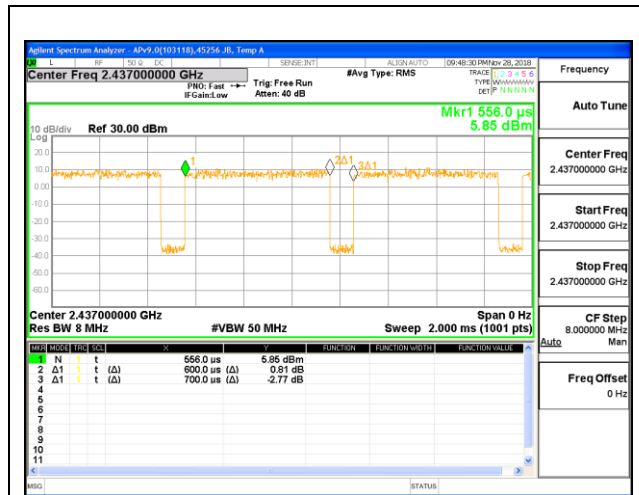 Agilent Spectrum Analyzer - APv9.0(103118),45256 JB, Temp A
L RF 50 Ω DC SENSE:INT ALIGN AUTO 09:48:30 PM Nov 28, 2018
Center Freq 2.437000000 GHz
PNO: Fast
IFGain:Low
Trig: Free Run
Atten: 40 dB
#Avg Type: RMS
TRACE 1 2 3 4 5 6
TYPE WWWWWW
DET P N N N N N
Frequency
Mkr1 556.0 µs
5.85 dBm
10 dB/div Ref 30.00 dBm
Log
20.0
10.0
0.00
-10.0
-20.0
-30.0
-40.0
-50.0
-60.0
1
2Δ1
3Δ1
Center 2.437000000 GHz Span 0 Hz
Res BW 8 MHz #VBW 50 MHz Sweep 2.000 ms (1001 pts)
MKR MODE TRC SCL X Y FUNCTION FUNCTION WIDTH FUNCTION VALUE
1 N 1 t 556.0 µs 5.85 dBm
2 Δ1 1 t (Δ) 600.0 µs (Δ) 0.81 dB
3 Δ1 1 t (Δ) 700.0 µs (Δ) -2.77 dB
4
5
6
7
8
9
10
11
MSG STATUS
Auto Tune
Center Freq
2.437000000 GHz
Start Freq
2.437000000 GHz
Stop Freq
2.437000000 GHz
CF Step
8.000000 MHz
Auto Man
Freq Offset
0 Hz